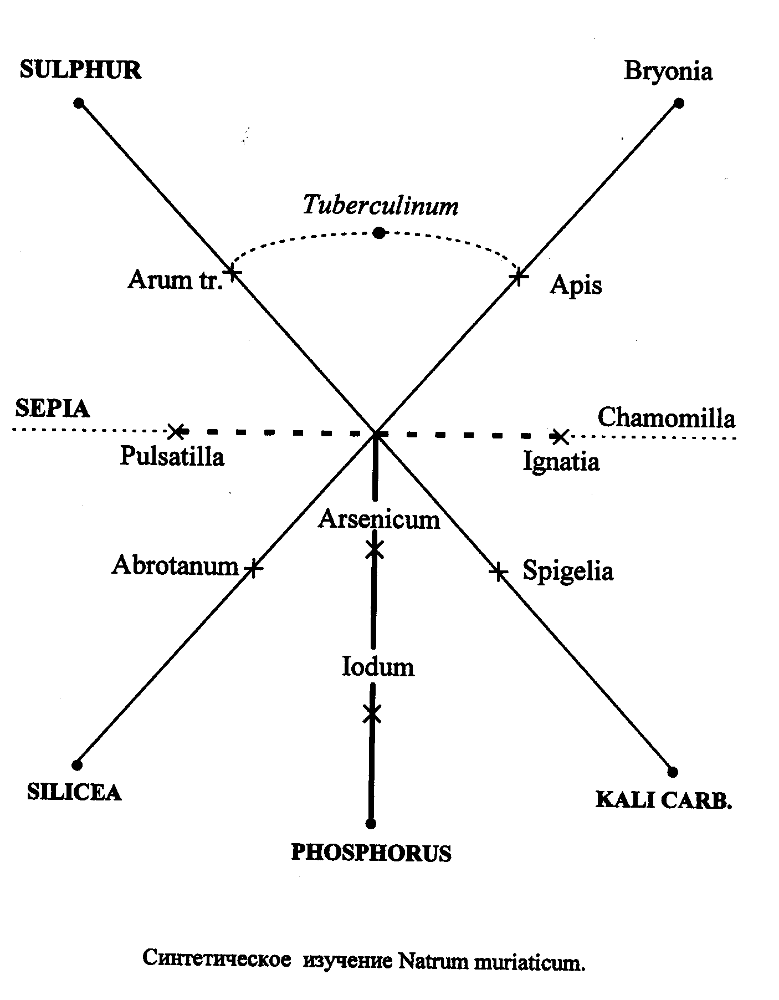 SULPHUR
Bryonia
Tuberculinum
Arum tr.
Apis
SEPIA
Chamomilla
Pulsatilla
Ignatia
Arsenicum
Abrotanum
Spigelia
Iodum
SILICEA
KALI CARB.
PHOSPHORUS
Синтетическое изучение Natrum muriaticum.